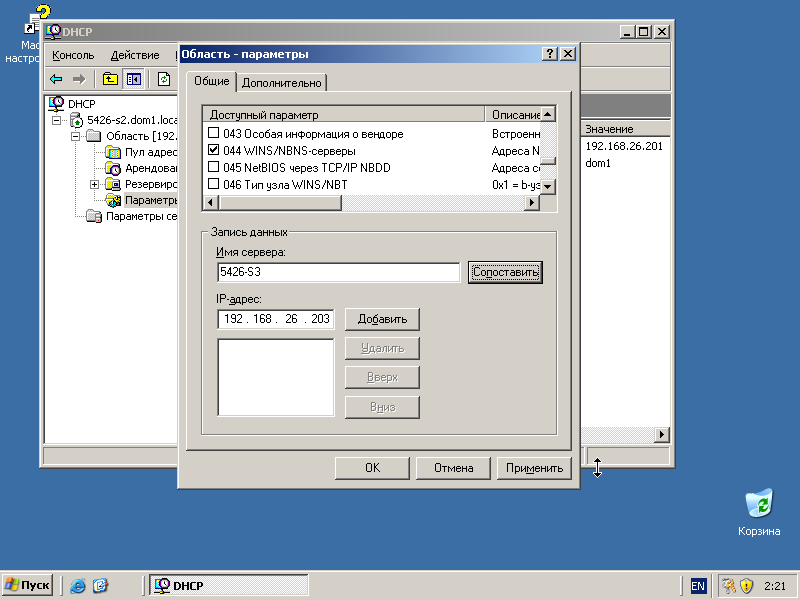 Мас
настро
DHCP
Консоль Действие
DHCP
5426-s2.dom1.loca
Область [192.
Пул адрес
Арендован
Резервиро
Параметры
Параметры се
Значение
192.168.26.201
dom1
Область - параметры
Общие Дополнительно
Доступный параметр Описание
043 Особая информация о вендоре Встроенн
044 WINS/NBNS-серверы Адреса N
045 NetBIOS через TCP/IP NBDD Адреса се
046 Тип узла WINS/NBT 0x1 = b-уз
Запись данных
Имя сервера:
5426-S3 Сопоставить
IP-адрес:
192 . 168 . 26 . 203 Добавить
Удалить
Вверх
Вниз
OK Отмена Применить
Корзина
Пуск DHCP EN 2:21